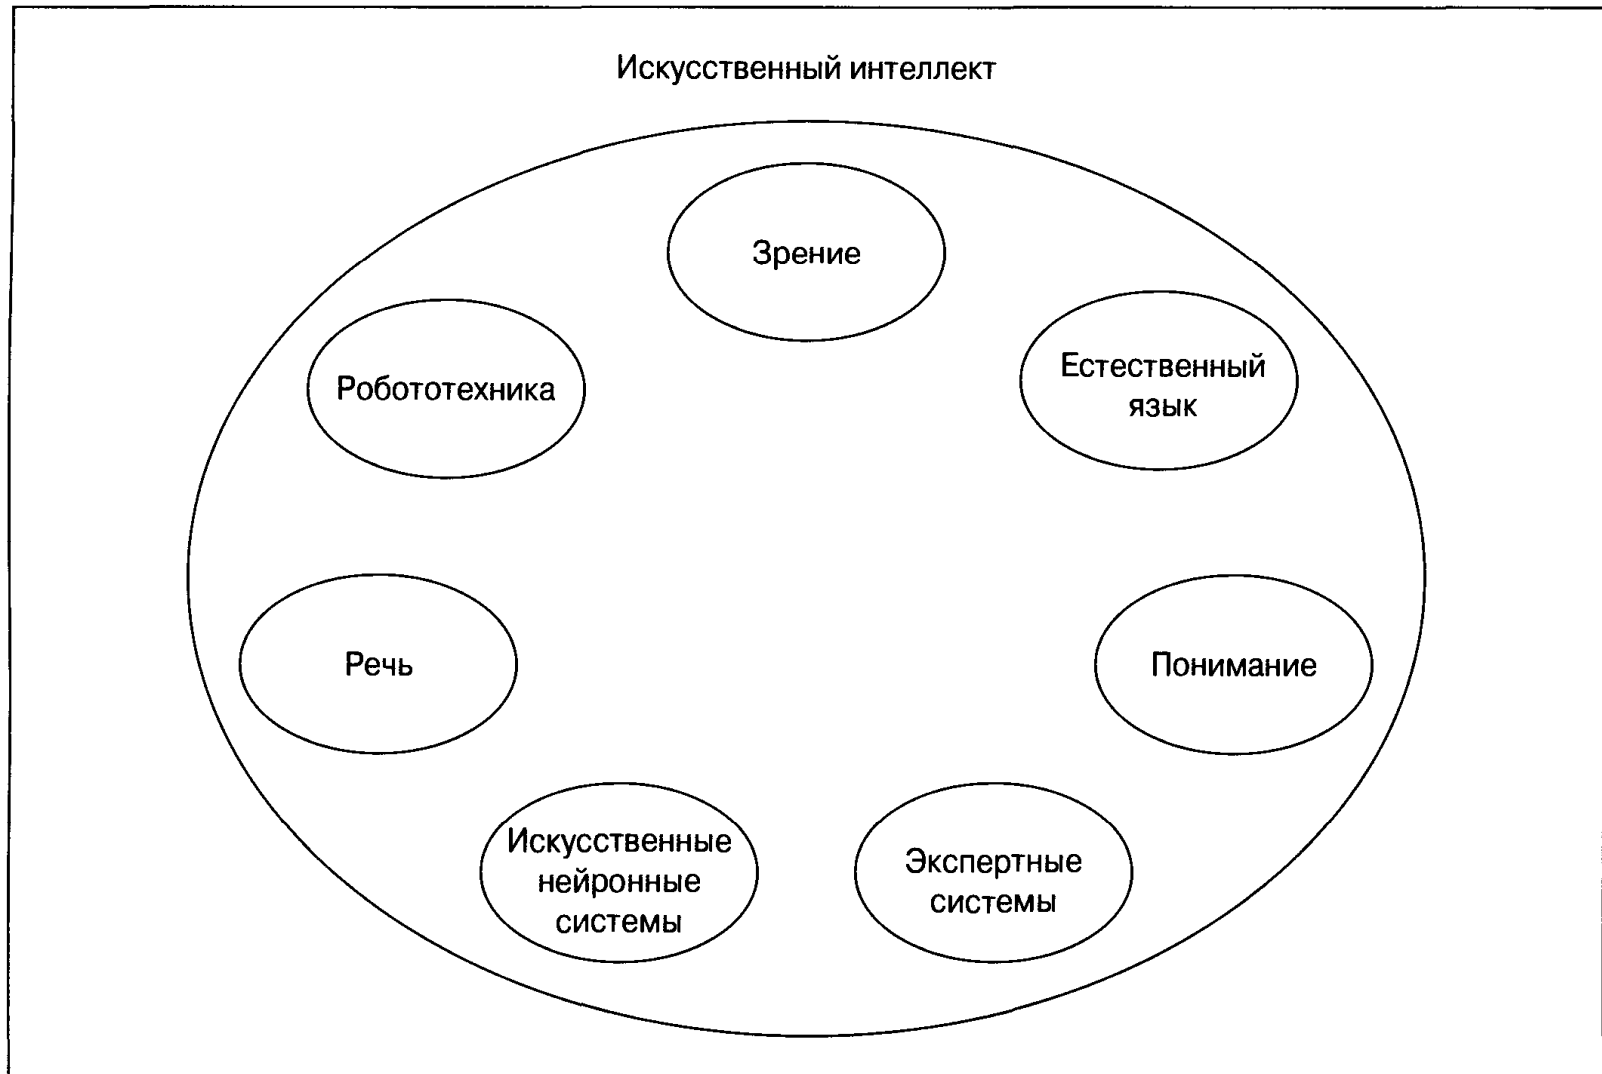 Искусственный интеллект
Зрение
Естественный
язык
Робототехника
Речь
Понимание
Искусственные
нейронные
системы
Экспертные
системы